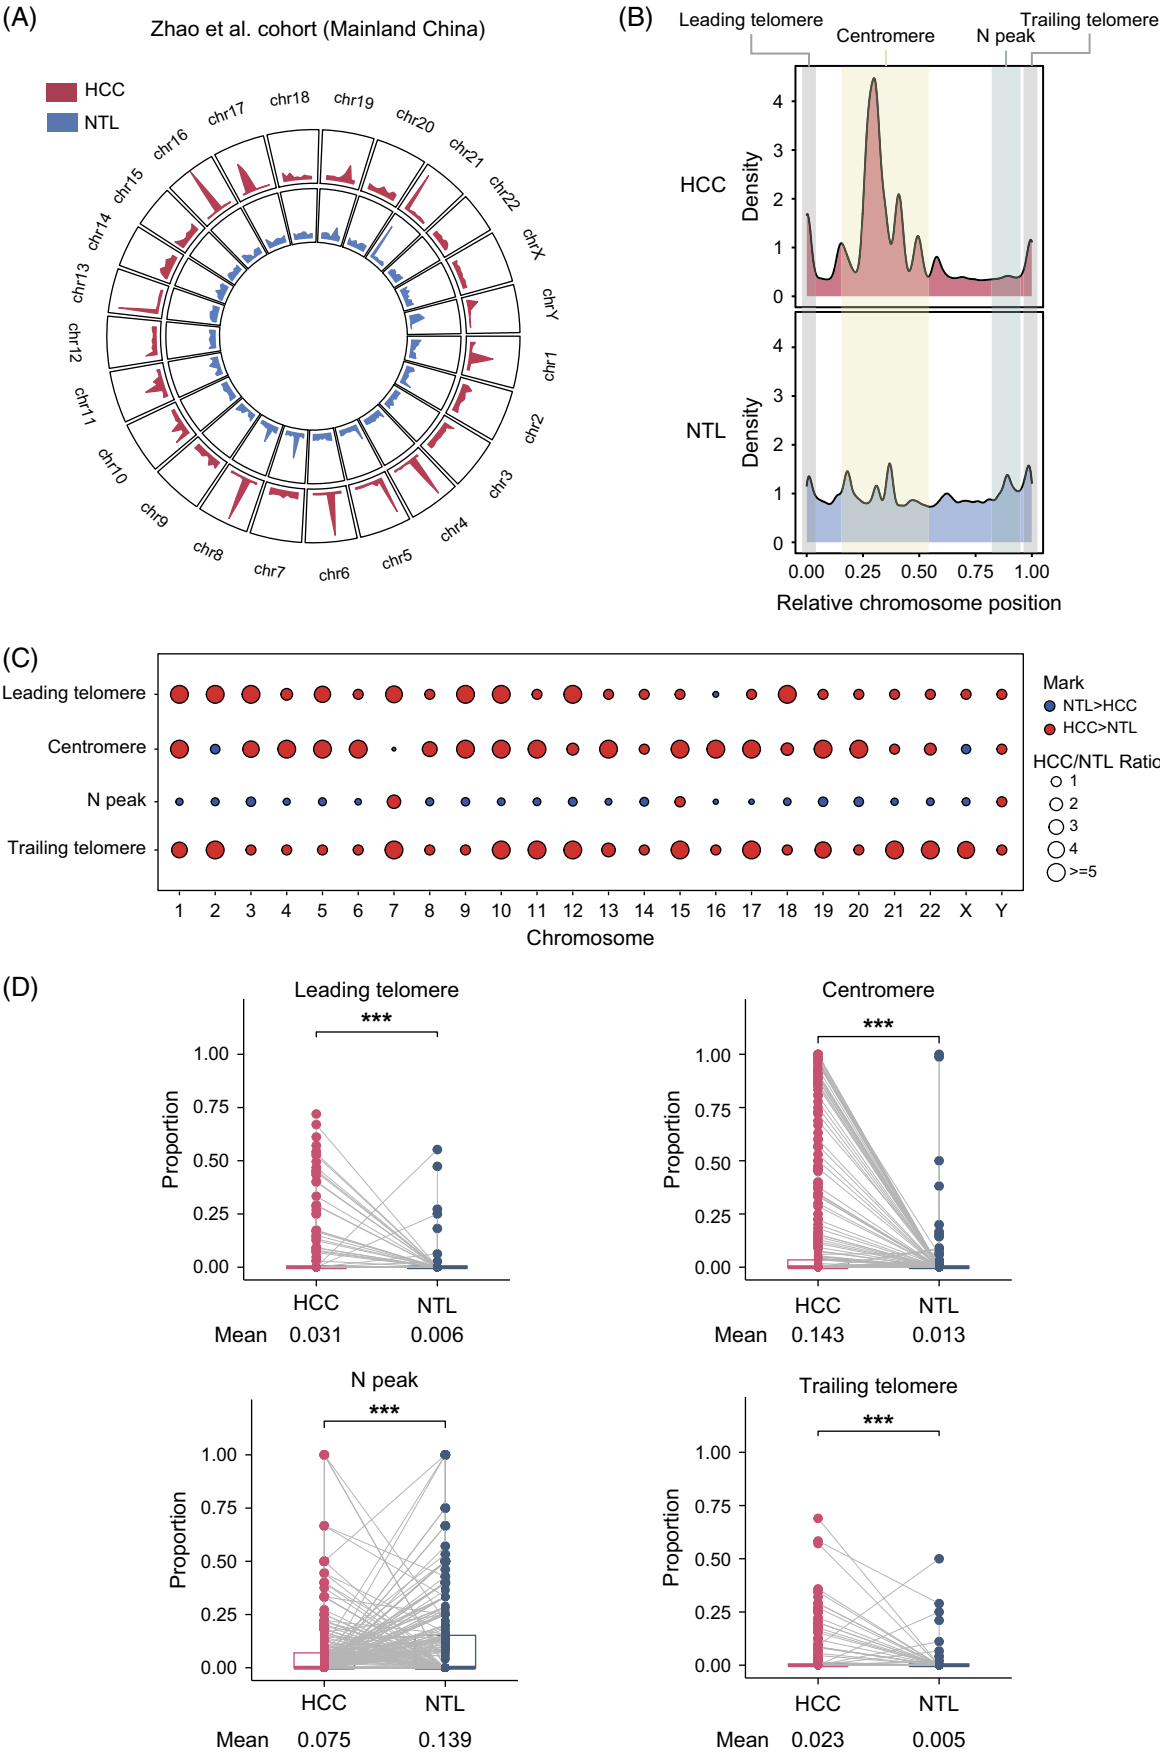 (A)
Zhao et al. cohort (Mainland China)
HCC
NTL
chr1
chr2
chr3
chr4
chr5
chr6
chr7
chr8
chr9
chr10
chr11
chr12
chr13
chr14
chr15
chr16
chr17
chr18
chr19
chr20
chr21
chr22
chrX
chrY
(B)
Leading telomere
Trailing telomere
Centromere
N peak
HCC
Density
4
3
2
1
0
NTL
Density
4
3
2
1
0
0.00 0.25 0.50 0.75 1.00
Relative chromosome position
(C)
Leading telomere
Centromere
N peak
Trailing telomere
1 2 3 4 5 6 7 8 9 10 11 12 13 14 15 16 17 18 19 20 21 22 X Y
Chromosome
Mark
NTL>HCC
HCC>NTL
HCC/NTL Ratio
1
2
3
4
>=5
(D)
Leading telomere
***
Proportion
1.00
0.75
0.50
0.25
0.00
HCC NTL
Mean 0.031 0.006
Centromere
***
Proportion
1.00
0.75
0.50
0.25
0.00
HCC NTL
Mean 0.143 0.013
N peak
***
Proportion
1.00
0.75
0.50
0.25
0.00
HCC NTL
Mean 0.075 0.139
Trailing telomere
***
Proportion
1.00
0.75
0.50
0.25
0.00
HCC NTL
Mean 0.023 0.005